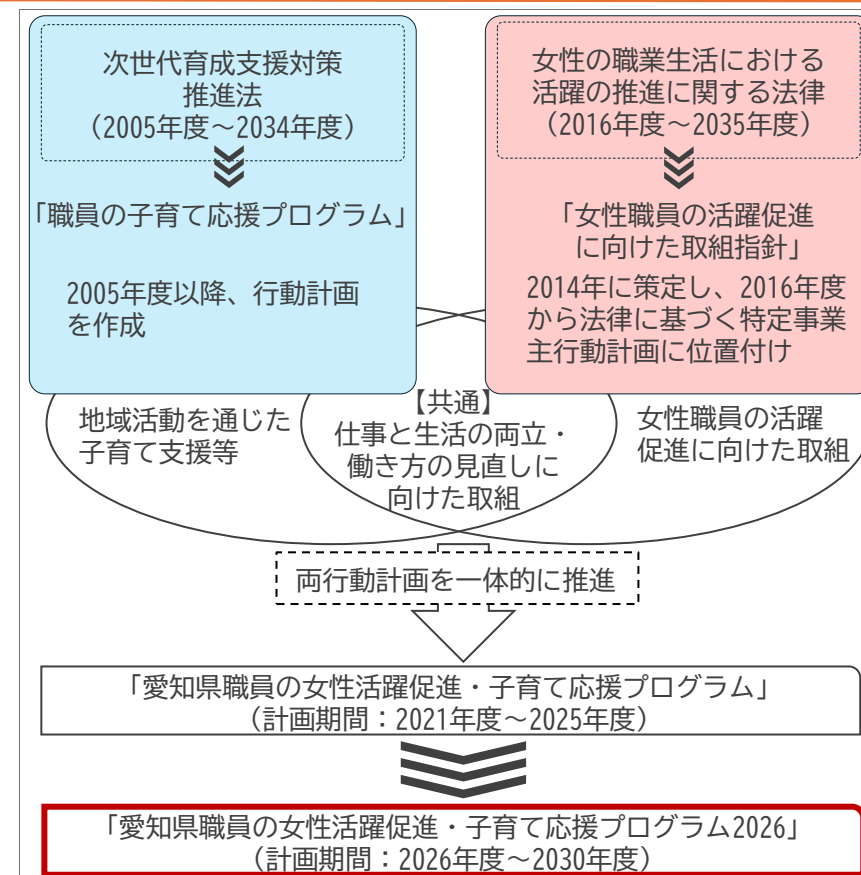 次世代育成支援対策
推進法
(2005年度~2034年度)
「職員の子育て応援プログラム」
2005年度以降、行動計画
を作成
女性の職業生活における
活躍の推進に関する法律
(2016年度~2035年度)
「女性職員の活躍促進
に向けた取組指針」
2014年に策定し、2016年度
から法律に基づく特定事業
主行動計画に位置付け
地域活動を通じた
子育て支援等
【共通】
仕事と生活の両立・
働き方の見直しに
向けた取組
女性職員の活躍
促進に向けた取組
両行動計画を一体的に推進
「愛知県職員の女性活躍促進・子育て応援プログラム」
(計画期間:2021年度~2025年度)
「愛知県職員の女性活躍促進・子育て応援プログラム2026」
(計画期間:2026年度~2030年度)